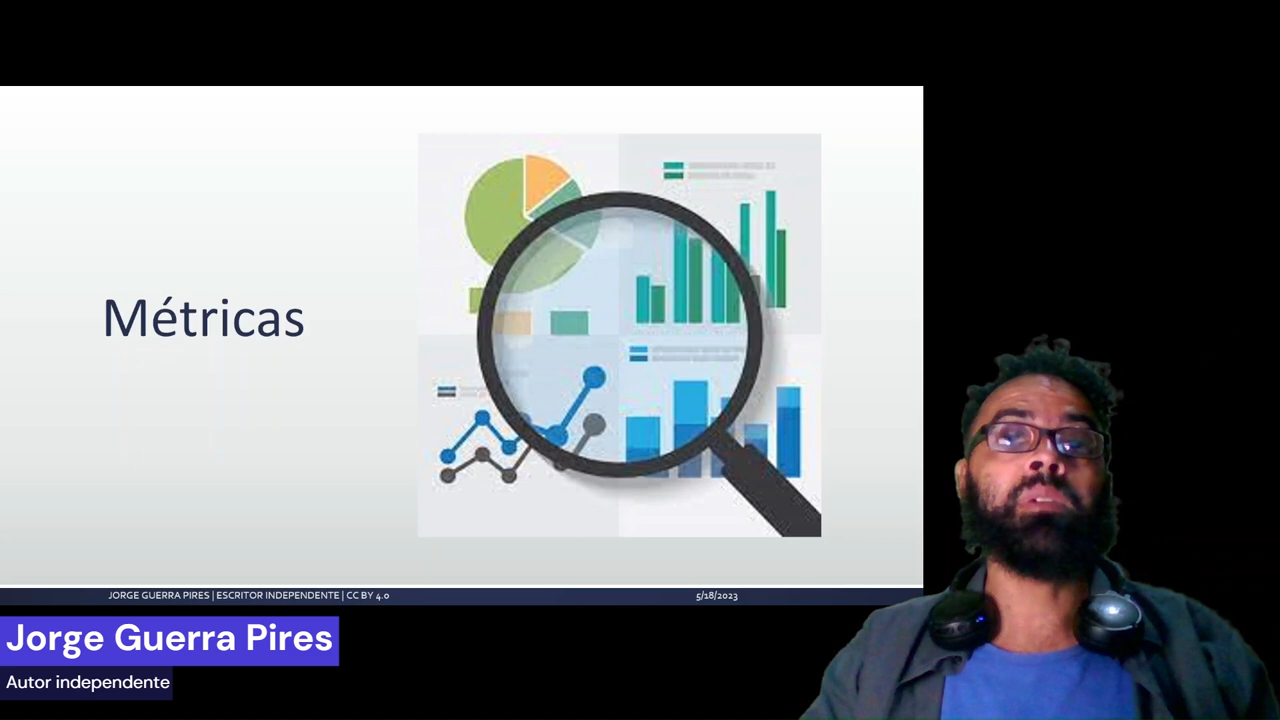 Métricas
JORGE GUERRA PIRES | ESCRITOR INDEPENDENTE | CC BY 4.0
5/18/2023
Jorge Guerra Pires
Autor independente